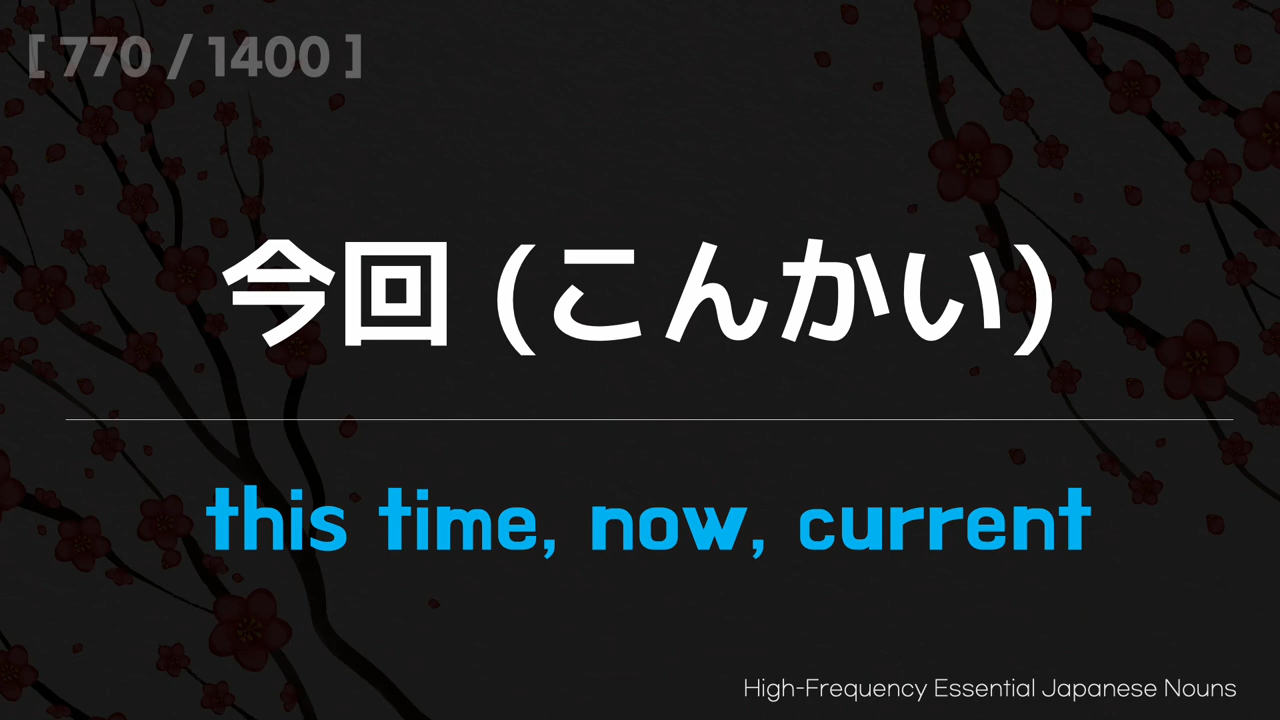 [ 770 / 1400 ]
今回 (こんかい)
this time, now, current
High-Frequency Essential Japanese Nouns